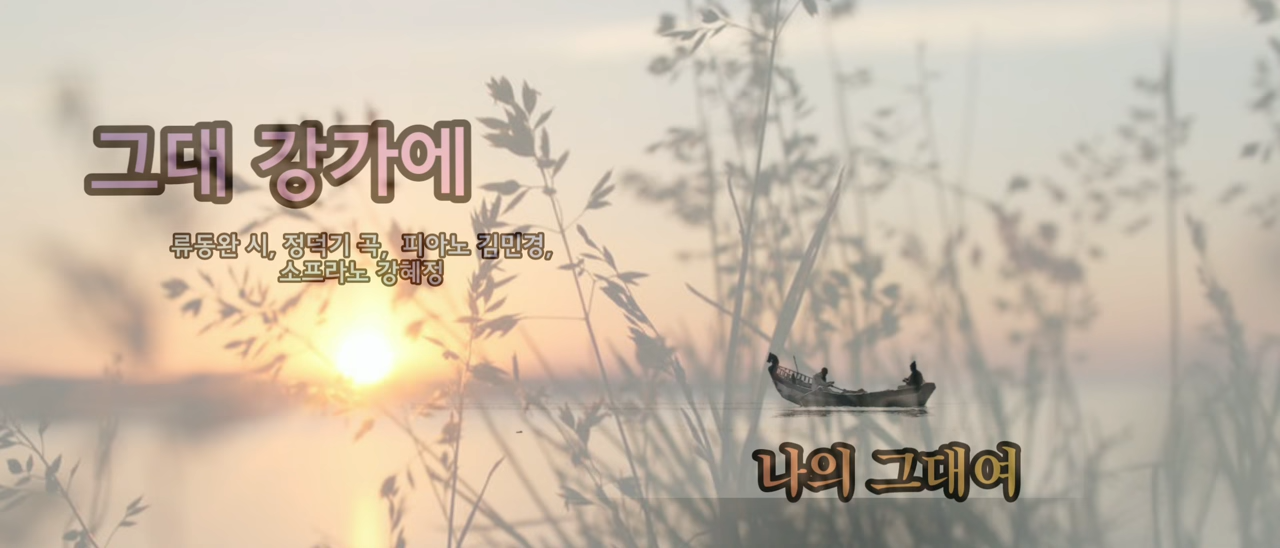 그대 강가에
류동완 시, 정덕기 곡, 피아노 김민경,
소프라노 강혜정
나의 그대여